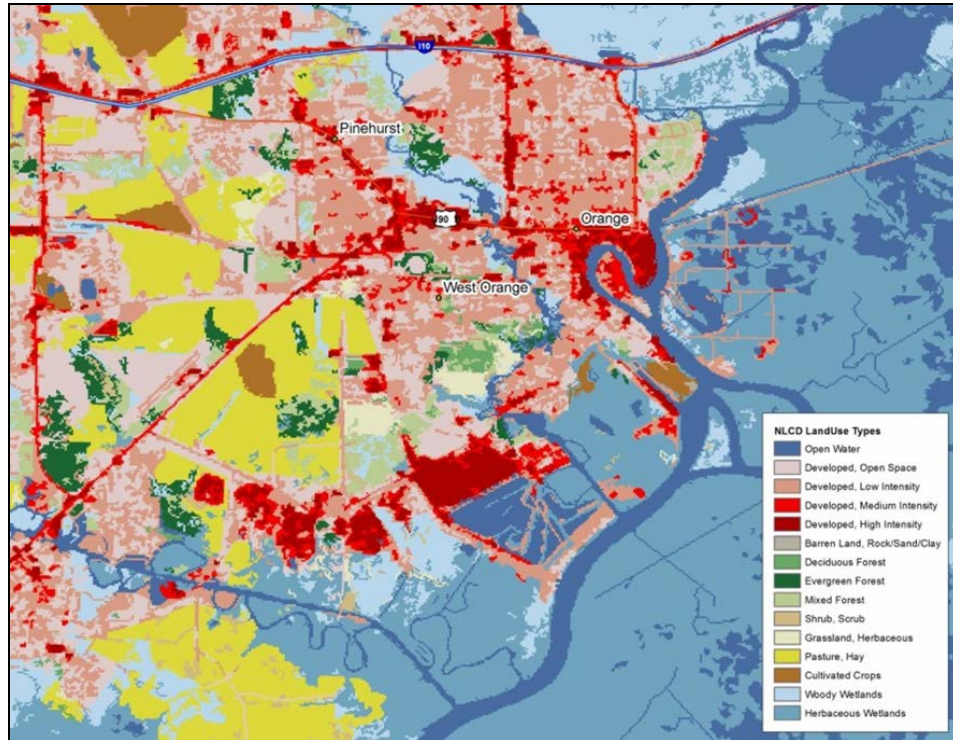 110
Pinehurst
90
Orange
West Orange
NLCD LandUse Types
Open Water
Developed, Open Space
Developed, Low Intensity
Developed, Medium Intensity
Developed, High Intensity
Barren Land, Rock/Sand/Clay
Deciduous Forest
Evergreen Forest
Mixed Forest
Shrub, Scrub
Grassland, Herbaceous
Pasture, Hay
Cultivated Crops
Woody Wetlands
Herbaceous Wetlands